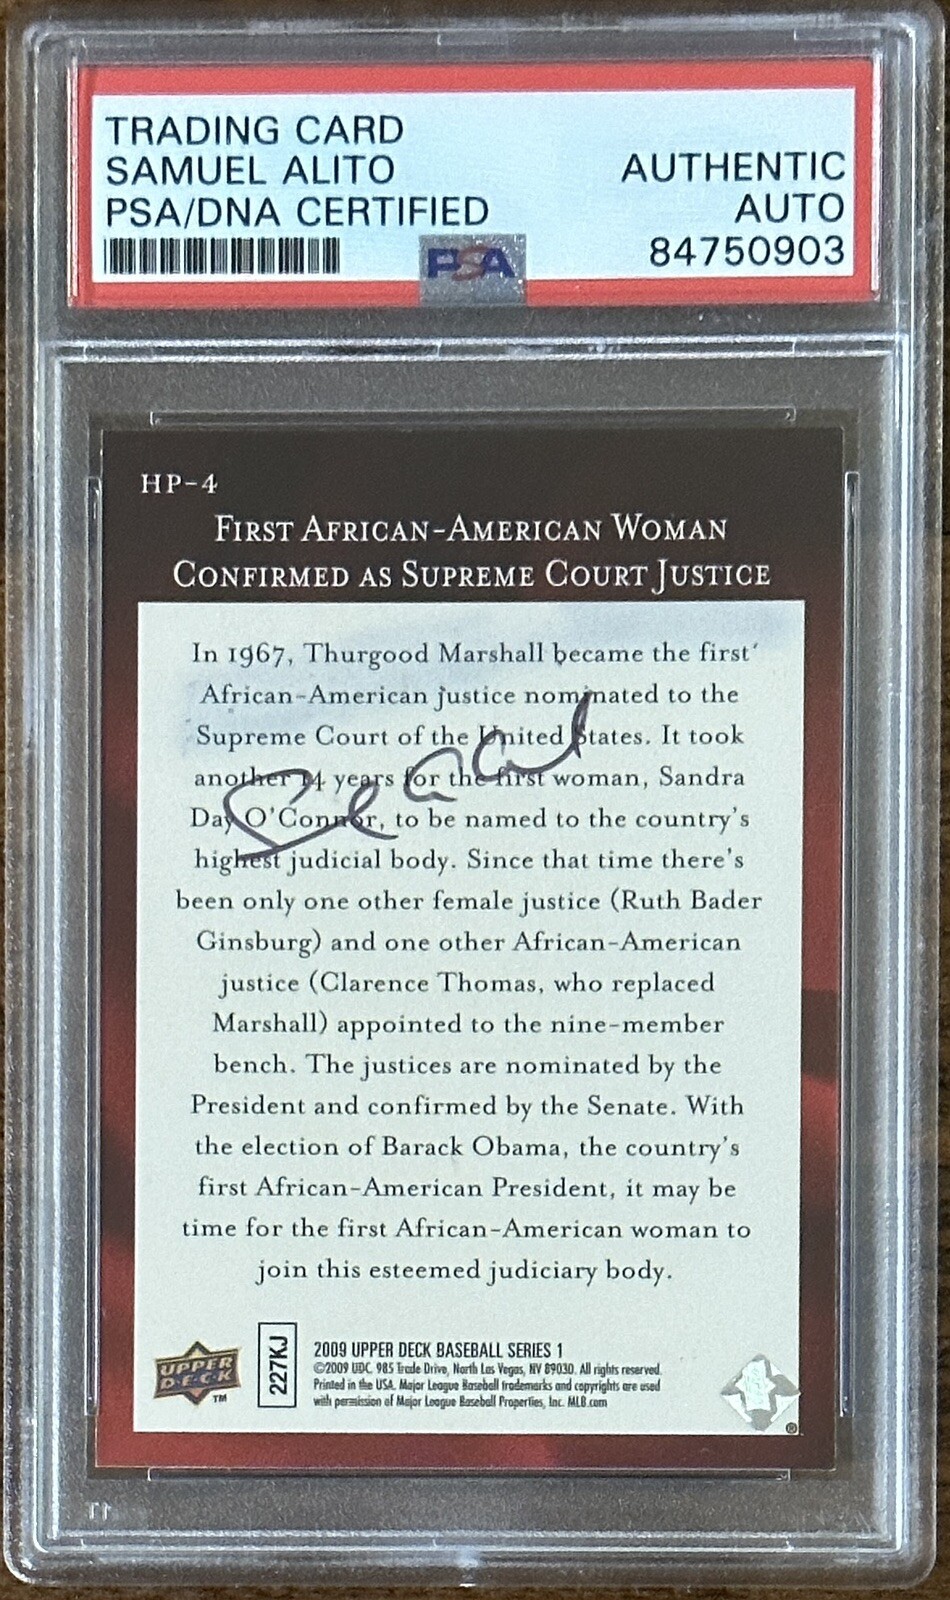 TRADING CARD
SAMUEL ALITO
PSA/DNA CERTIFIED
AUTHENTIC
AUTO
84750903
PSA
HP-4
FIRST AFRICAN-AMERICAN WOMAN
CONFIRMED AS SUPREME COURT JUSTICE
In 1967, Thurgood Marshall became the first
African-American justice nominated to the
Supreme Court of the United States. It took
another 14 years for the first woman, Sandra
Day O'Connor, to be named to the country's
highest judicial body. Since that time there's
been only one other female justice (Ruth Bader
Ginsburg) and one other African-American
justice (Clarence Thomas, who replaced
Marshall) appointed to the nine-member
bench. The justices are nominated by the
President and confirmed by the Senate. With
the election of Barack Obama, the country's
first African-American President, it may be
time for the first African-American woman to
join this esteemed judiciary body.
UPPER
DECK
TM
227KJ
2009 UPPER DECK BASEBALL SERIES 1
©2009 UDC, 985 Trade Drive, North Las Vegas, NV 89030. All rights reserved.
Printed in the USA. Major League Baseball trademarks and copyrights are used
with permission of Major League Baseball Properties, Inc. MLB.com
®